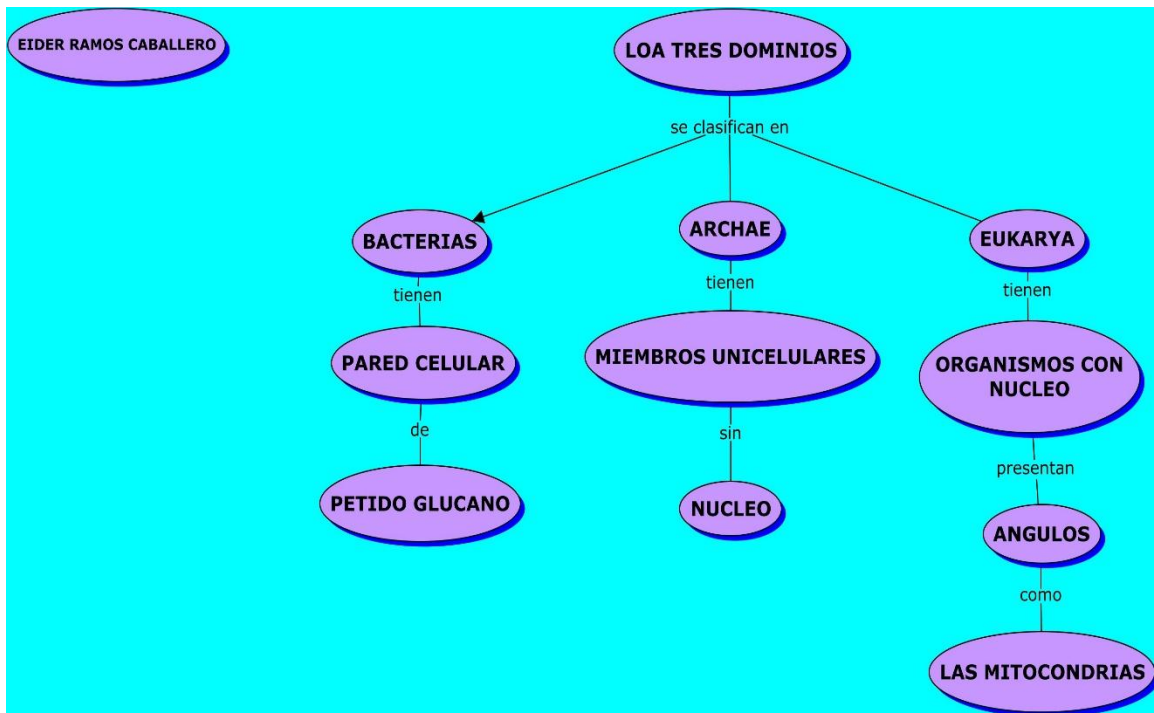 EIDER RAMOS CABALLERO
LOA TRES DOMINIOS
se clasifican en
BACTERIAS
tienen
PARED CELULAR
de
PETIDO GLUCANO
ARCHAE
tienen
MIEMBROS UNICELULARES
sin
NUCLEO
EUKARYA
tienen
ORGANISMOS CON
NUCLEO
presentan
ANGULOS
como
LAS MITOCONDRIAS